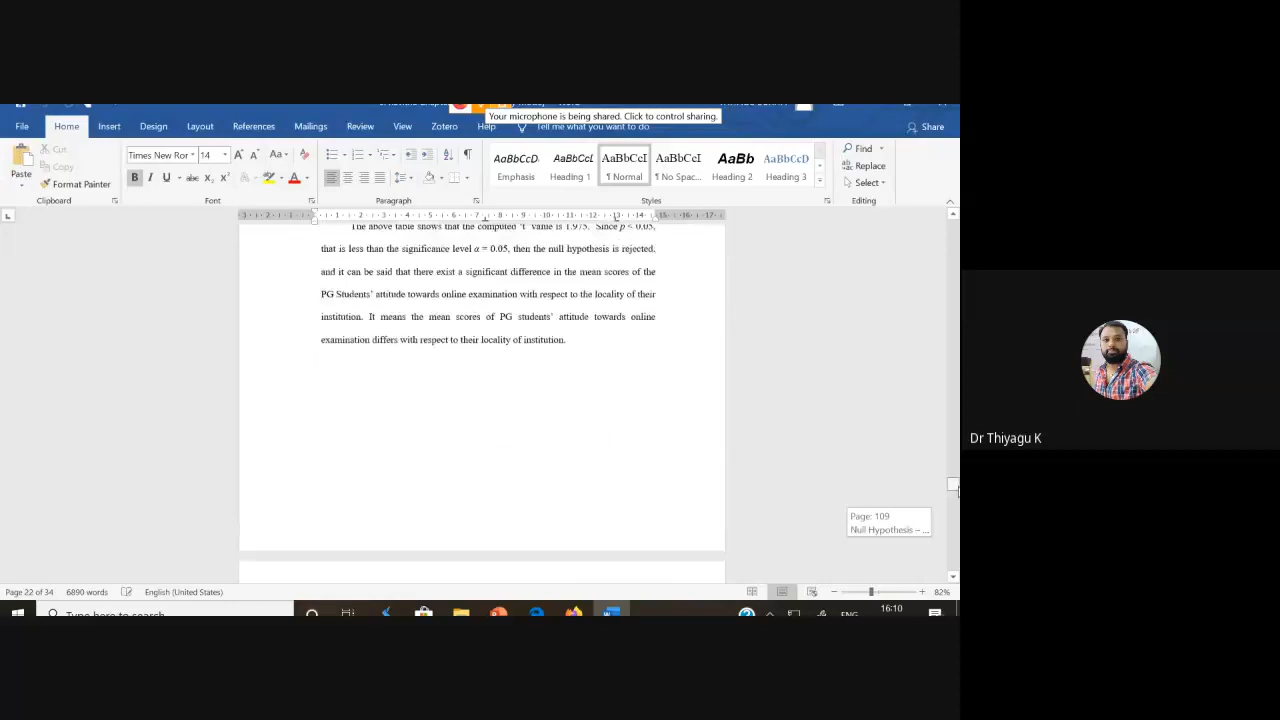 Your microphone is being shared. Click to control sharing.
File Home Insert Design Layout References Mailings Review View Zotero Help Tell me what you want to do Share
Paste
Cut
Copy
Format Painter
Clipboard
Times New Ror 14
Font
Paragraph
AaBbCcD AaBbCcL AaBbCcI AaBbCcI AaBb AaBbCcD
Emphasis Heading 1 ¶ Normal ¶ No Spac... Heading 2 Heading 3
Styles
Find
Replace
Select
Editing
The above table shows that the computed 't' value is 1.975. Since p < 0.05,
that is less than the significance level α = 0.05, then the null hypothesis is rejected,
and it can be said that there exist a significant difference in the mean scores of the
PG Students' attitude towards online examination with respect to the locality of their
institution. It means the mean scores of PG students' attitude towards online
examination differs with respect to their locality of institution.
Page: 109
Null Hypothesis – ...
Page 22 of 34 6890 words English (United States) 82%
Type here to search
ENG
16:10
Dr Thiyagu K